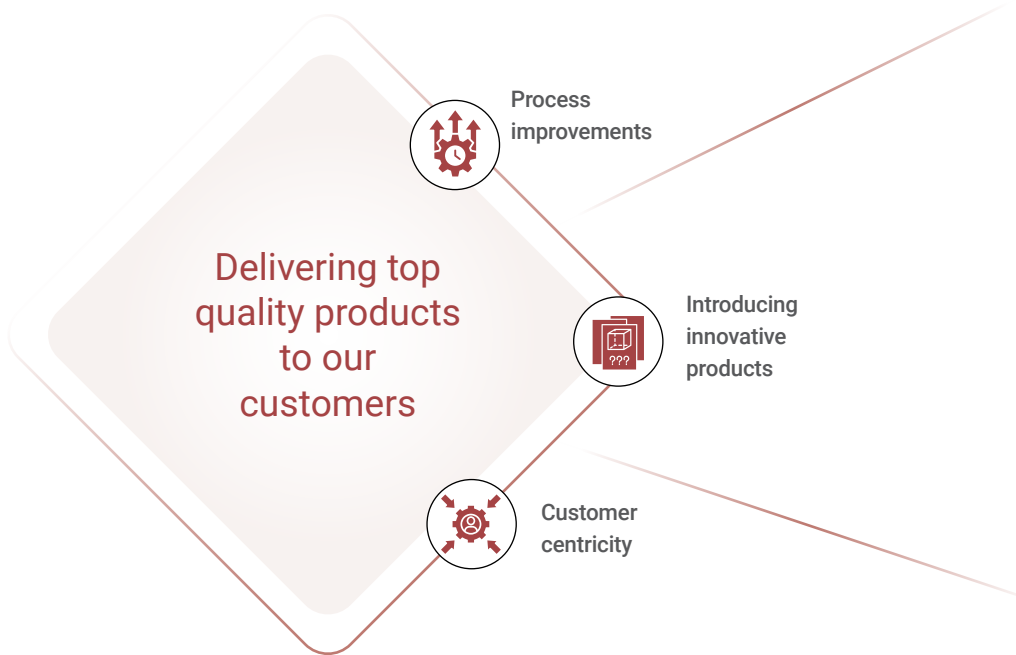 Process
improvements
Delivering top
quality products
to our
customers
Introducing
innovative
products
???
Customer
centricity